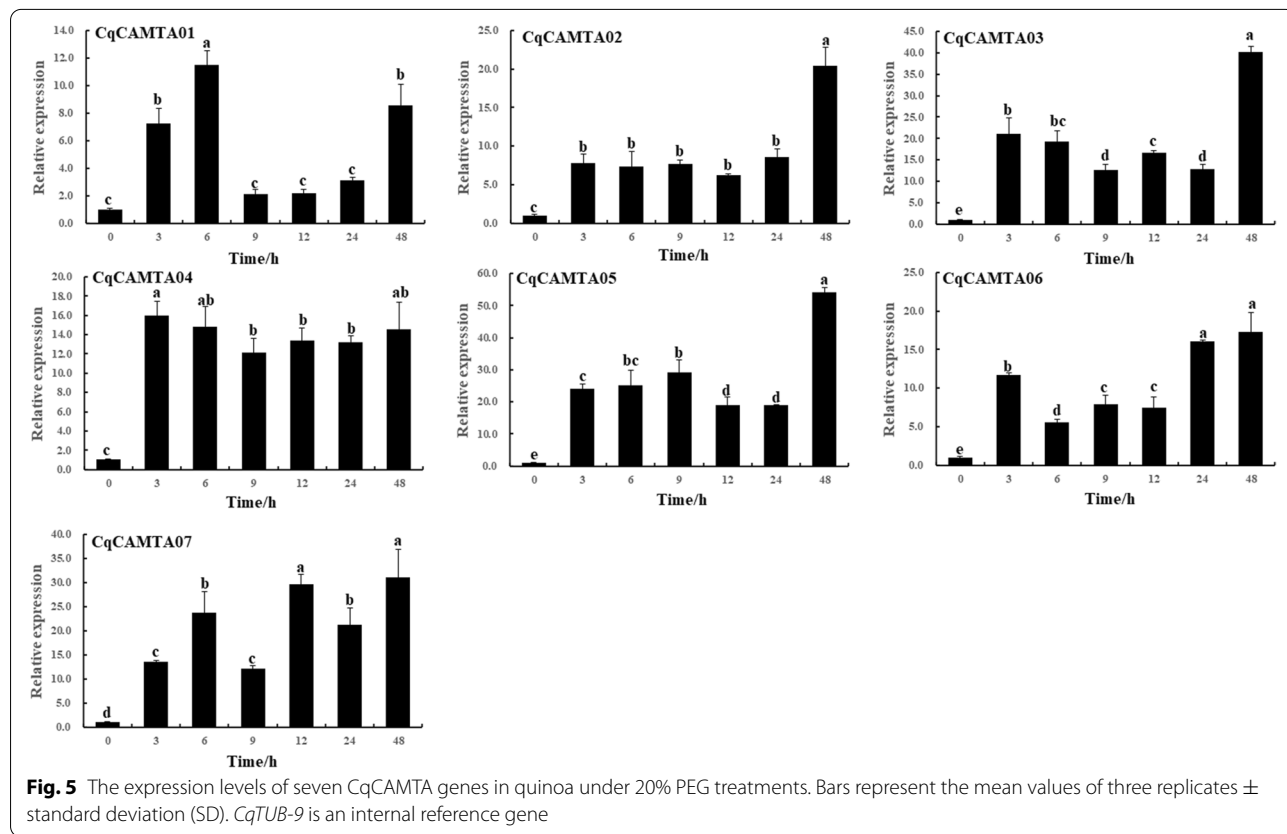 CqCAMTA01
Relative expression
14.0
12.0
10.0
8.0
6.0
4.0
2.0
0.0
c b a c c c b
0 3 6 9 12 24 48
Time/h
CqCAMTA02
Relative expression
25.0
20.0
15.0
10.0
5.0
0.0
c b b b b b a
0 3 6 9 12 24 48
Time/h
CqCAMTA03
Relative expression
45.0
40.0
35.0
30.0
25.0
20.0
15.0
10.0
5.0
0.0
e b bc d c d a
0 3 6 9 12 24 48
Time/h
CqCAMTA04
Relative expression
20.0
18.0
16.0
14.0
12.0
10.0
8.0
6.0
4.0
2.0
0.0
c a ab b b b ab
0 3 6 9 12 24 48
Time/h
CqCAMTA05
Relative expression
60.0
50.0
40.0
30.0
20.0
10.0
0.0
e c bc b d d a
0 3 6 9 12 24 48
Time/h
CqCAMTA06
Relative expression
25.0
20.0
15.0
10.0
5.0
0.0
e b d c c a a
0 3 6 9 12 24 48
Time/h
CqCAMTA07
Relative expression
40.0
35.0
30.0
25.0
20.0
15.0
10.0
5.0
0.0
d c b c a b a
0 3 6 9 12 24 48
Time/h
Fig. 5 The expression levels of seven CqCAMTA genes in quinoa under 20% PEG treatments. Bars represent the mean values of three replicates ±
standard deviation (SD). CqTUB-9 is an internal reference gene